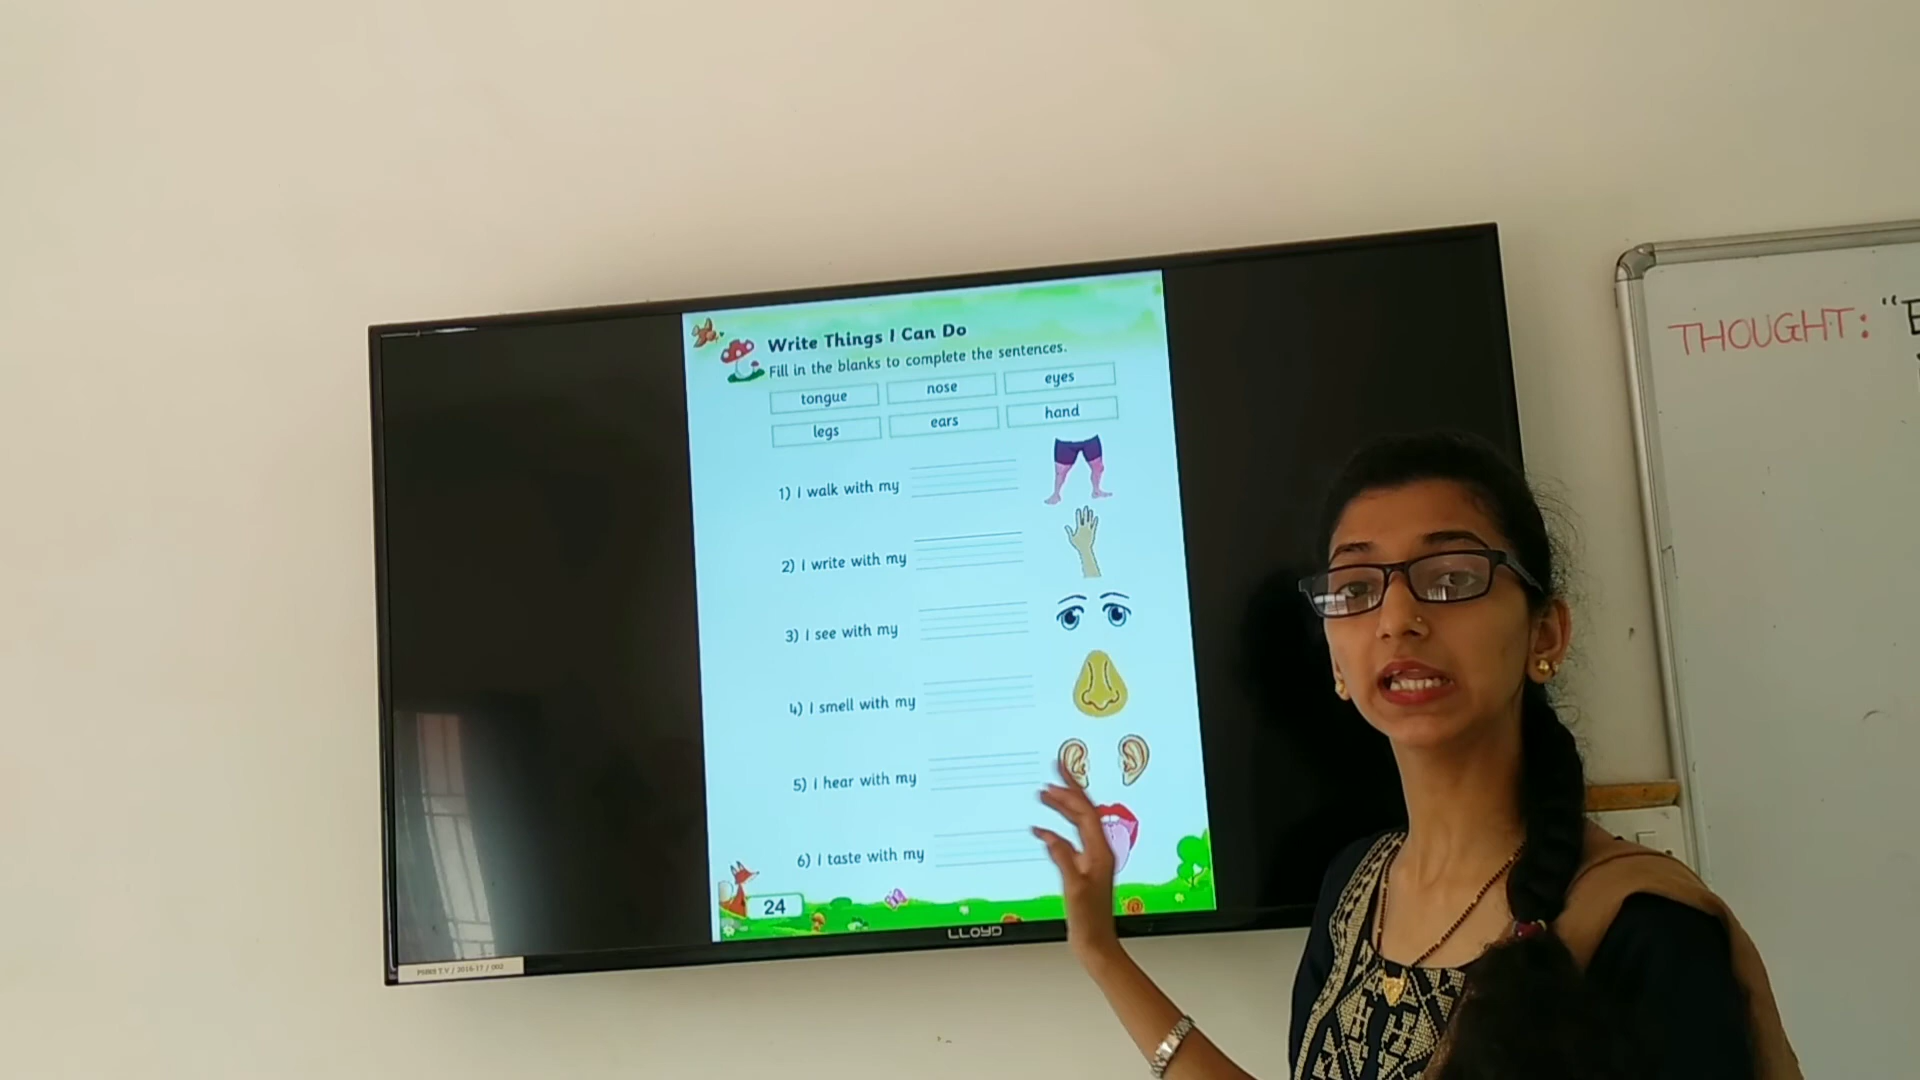 Write Things I Can Do
Fill in the blanks to complete the sentences.
tongue nose eyes
legs ears hand
1) I walk with my
2) I write with my
3) I see with my
4) I smell with my
5) I hear with my
6) I taste with my
24
LLOYD
THOUGHT: "E